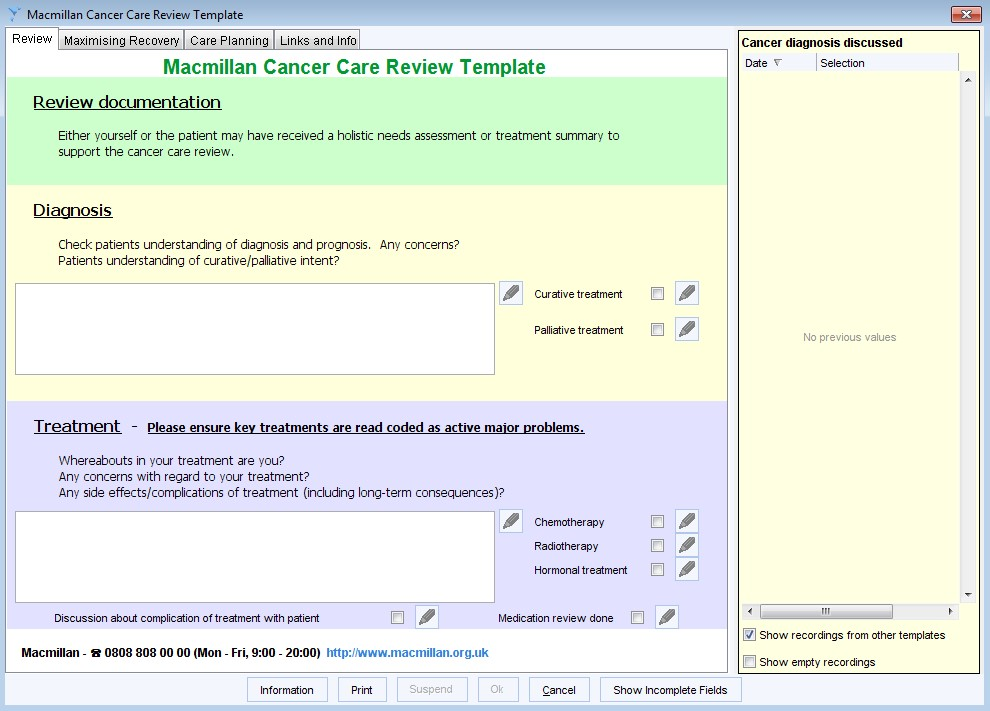 Macmillan Cancer Care Review Template
Review
Maximising Recovery
Care Planning
Links and Info
Macmillan Cancer Care Review Template
Review documentation
Either yourself or the patient may have received a holistic needs assessment or treatment summary to
support the cancer care review.
Diagnosis
Check patients understanding of diagnosis and prognosis.  Any concerns?
Patients understanding of curative/palliative intent?
Curative treatment
Palliative treatment
Treatment - Please ensure key treatments are read coded as active major problems.
Whereabouts in your treatment are you?
Any concerns with regard to your treatment?
Any side effects/complications of treatment (including long-term consequences)?
Chemotherapy
Radiotherapy
Hormonal treatment
Discussion about complication of treatment with patient
Medication review done
Macmillan - ☎ 0808 808 00 00 (Mon - Fri, 9:00 - 20:00) http://www.macmillan.org.uk
Cancer diagnosis discussed
Date
Selection
No previous values
Show recordings from other templates
Show empty recordings
Information
Print
Suspend
Ok
Cancel
Show Incomplete Fields